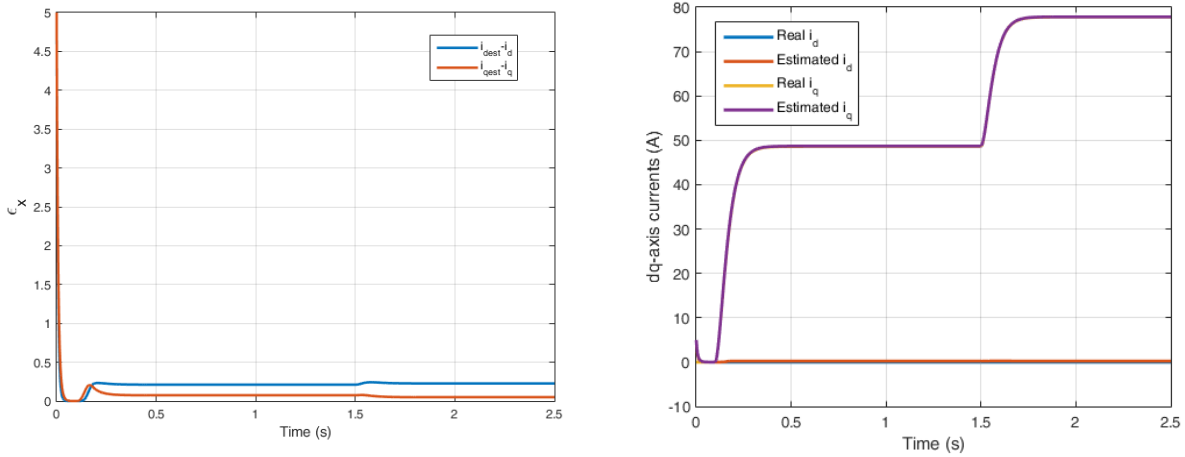 5
4.5
4
3.5
3
2.5
2
1.5
1
0.5
0
ϵx
0 0.5 1 1.5 2 2.5
Time (s)
idest-id
iqest-iq
80
70
60
50
40
30
20
10
0
-10
dq-axis currents (A)
0 0.5 1 1.5 2 2.5
Time (s)
Real id
Estimated id
Real iq
Estimated iq